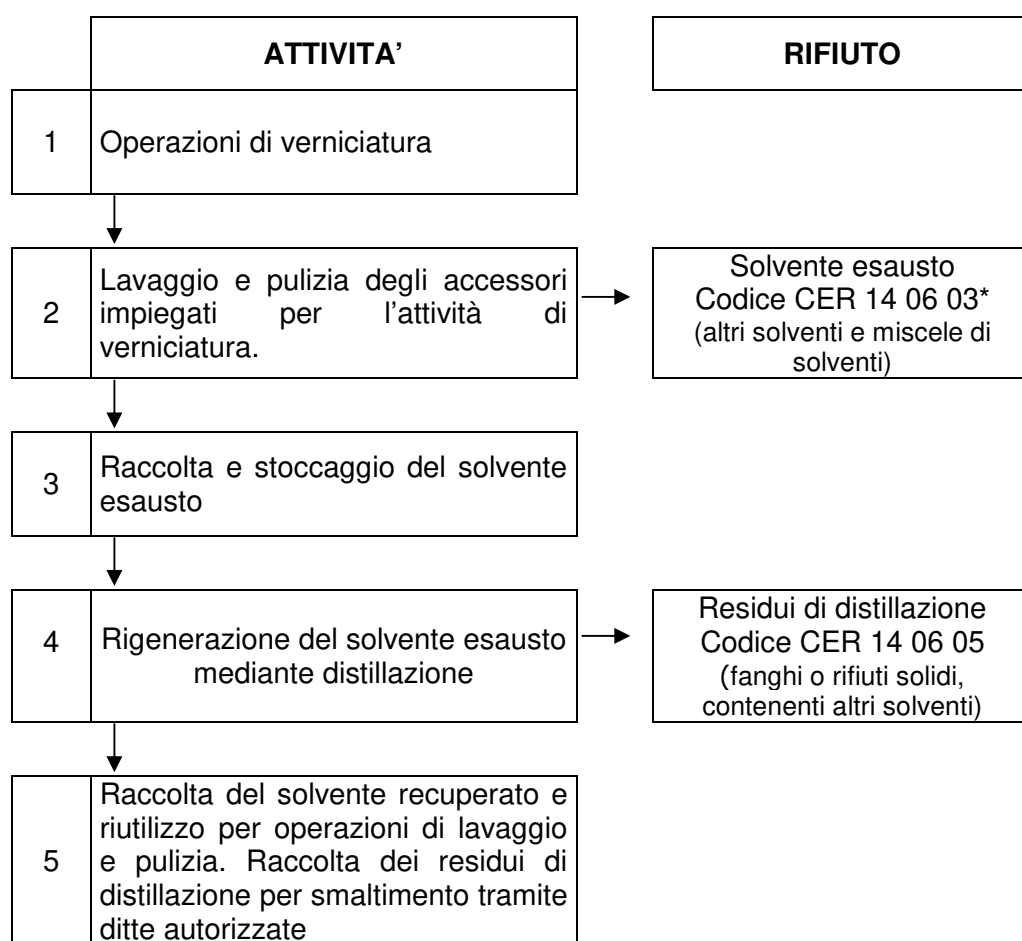 ATTIVITA’
RIFIUTO
1
Operazioni di verniciatura
2
Lavaggio e pulizia degli accessori
impiegati per l’attività di
verniciatura.
Solvente esausto
Codice CER 14 06 03*
(altri solventi e miscele di
solventi)
3
Raccolta e stoccaggio del solvente
esausto
4
Rigenerazione del solvente esausto
mediante distillazione
Residui di distillazione
Codice CER 14 06 05
(fanghi o rifiuti solidi,
contenenti altri solventi)
5
Raccolta del solvente recuperato e
riutilizzo per operazioni di lavaggio
e pulizia. Raccolta dei residui di
distillazione per smaltimento tramite
ditte autorizzate